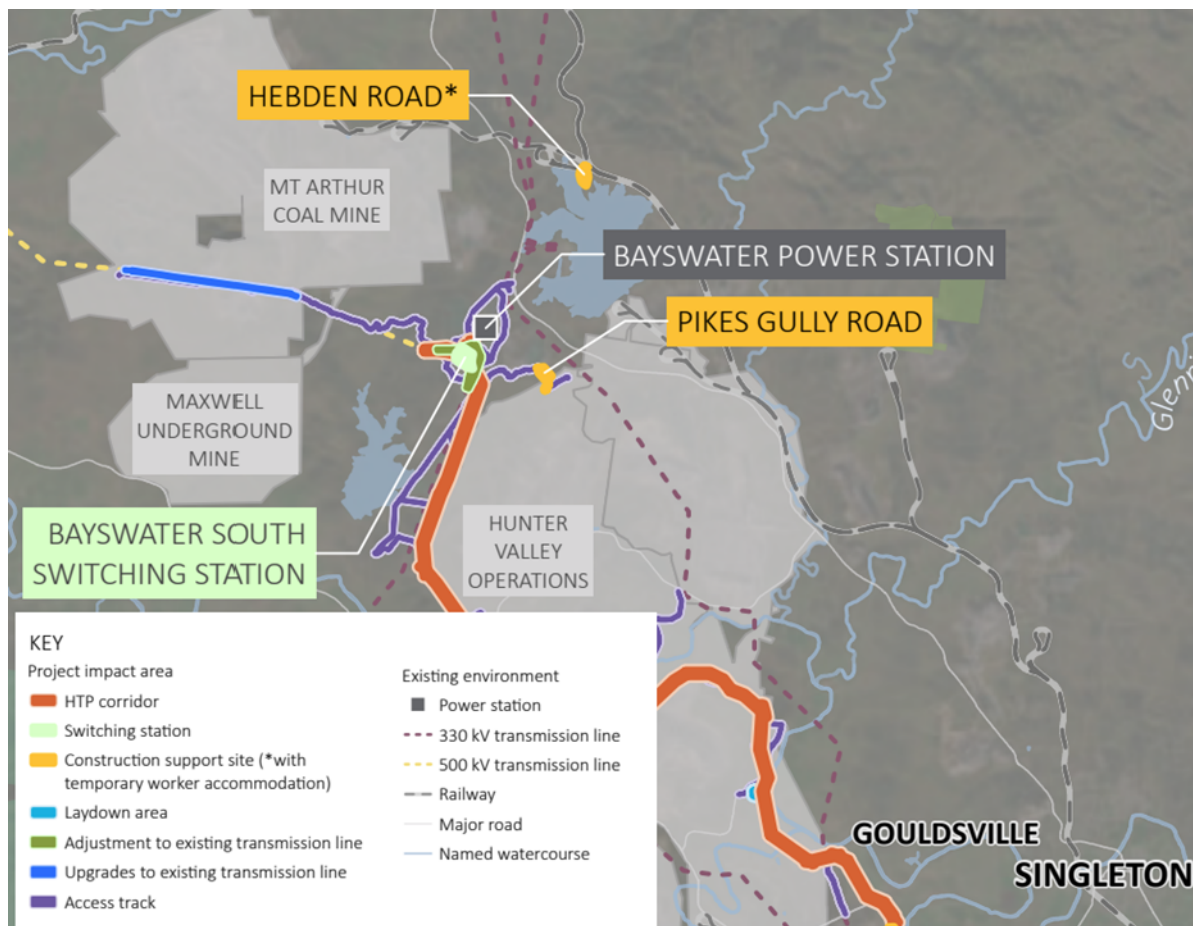 HEBDEN ROAD*
MT ARTHUR
COAL MINE
BAYSWATER POWER STATION
PIKES GULLY ROAD
MAXWELL
UNDERGROUND
MINE
BAYSWATER SOUTH
SWITCHING STATION
HUNTER
VALLEY
OPERATIONS
KEY
Project impact area
HTP corridor
Switching station
Construction support site (*with
temporary worker accommodation)
Laydown area
Adjustment to existing transmission line
Upgrades to existing transmission line
Access track
Existing environment
Power station
330 kV transmission line
500 kV transmission line
Railway
Major road
Named watercourse
GOULDSVILLE
SINGLETON